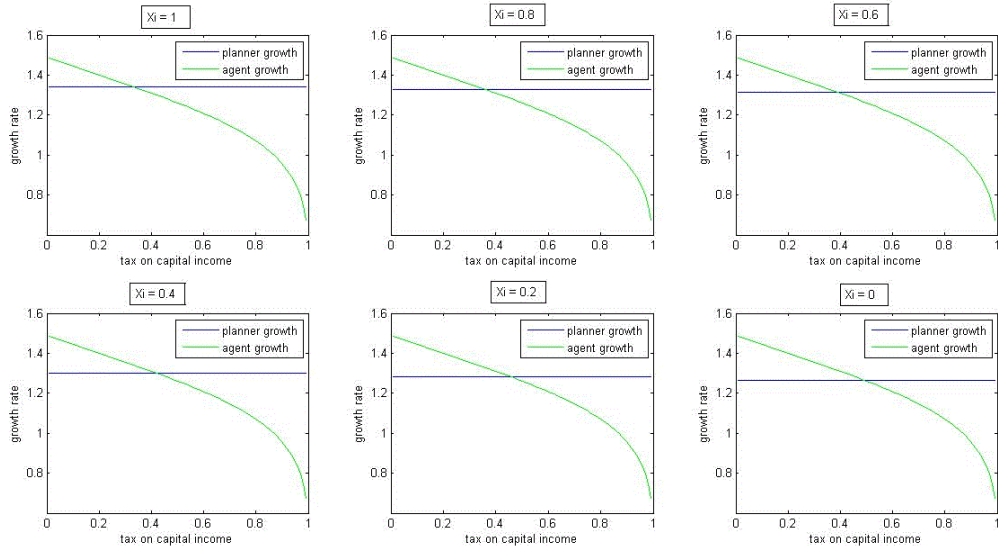 Xi = 1
1.6
1.4
1.2
1
0.8
growth rate
planner growth
agent growth
0 0.2 0.4 0.6 0.8 1
tax on capital income
Xi = 0.8
1.6
1.4
1.2
1
0.8
growth rate
planner growth
agent growth
0 0.2 0.4 0.6 0.8 1
tax on capital income
Xi = 0.6
1.6
1.4
1.2
1
0.8
growth rate
planner growth
agent growth
0 0.2 0.4 0.6 0.8 1
tax on capital income
Xi = 0.4
1.6
1.4
1.2
1
0.8
growth rate
planner growth
agent growth
0 0.2 0.4 0.6 0.8 1
tax on capital income
Xi = 0.2
1.6
1.4
1.2
1
0.8
growth rate
planner growth
agent growth
0 0.2 0.4 0.6 0.8 1
tax on capital income
Xi = 0
1.6
1.4
1.2
1
0.8
growth rate
planner growth
agent growth
0 0.2 0.4 0.6 0.8 1
tax on capital income